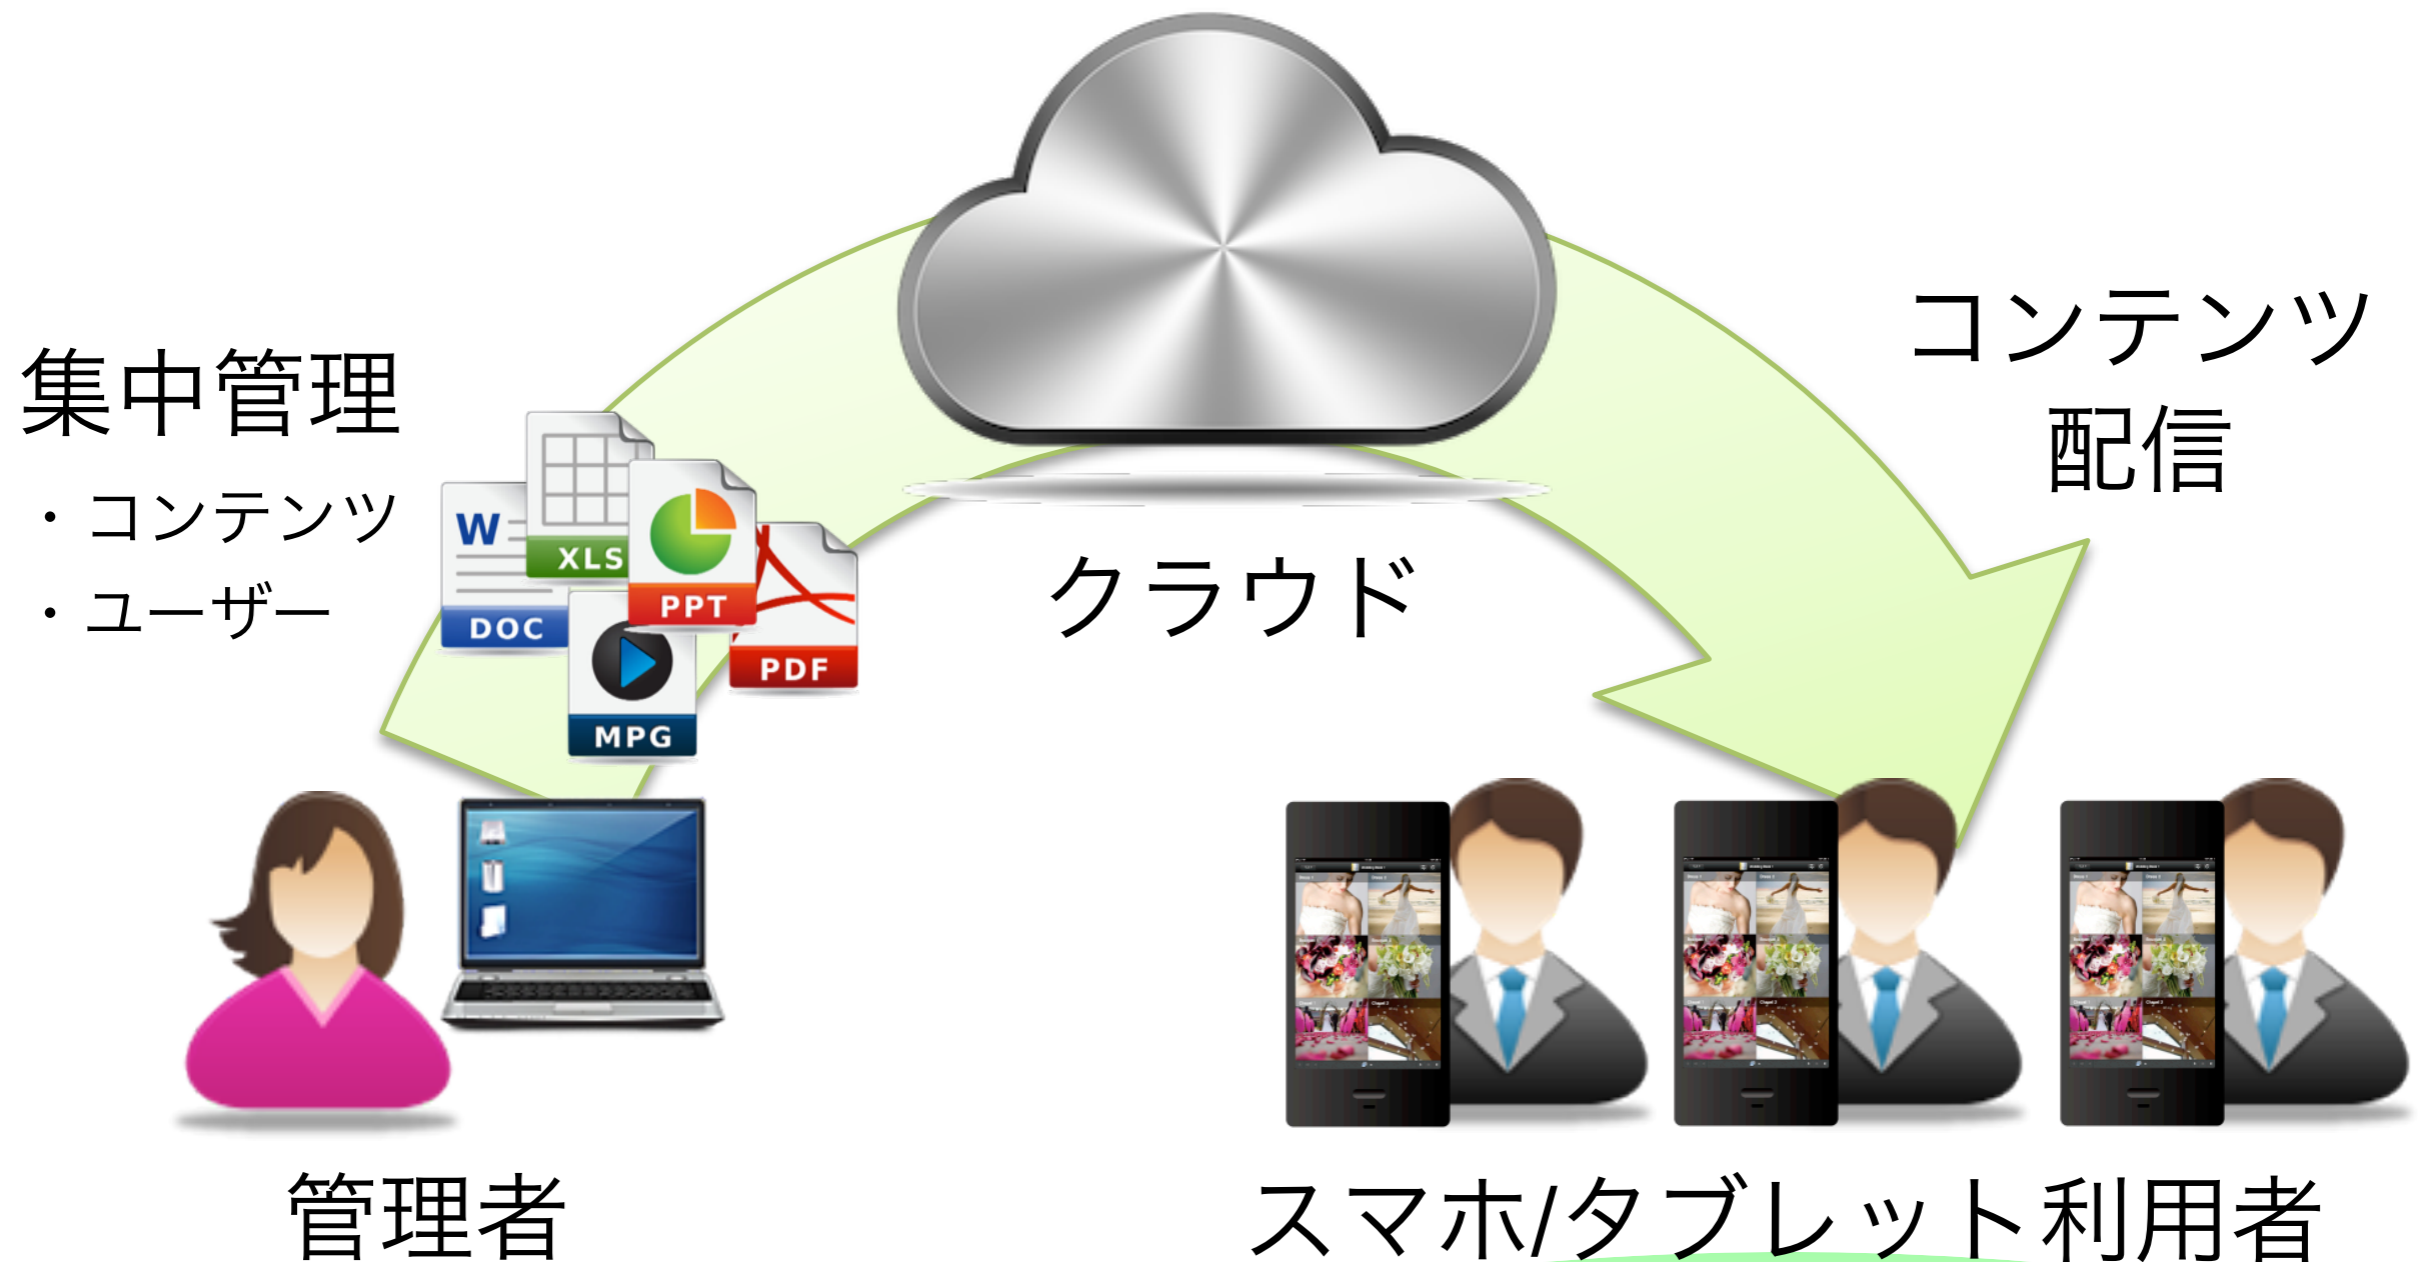 コンテンツ
配信
集中管理
・コンテンツ
・ユーザー
W
XLS
PPT
DOC
PDF
MPG
クラウド
管理者
スマホ/タブレット利用者